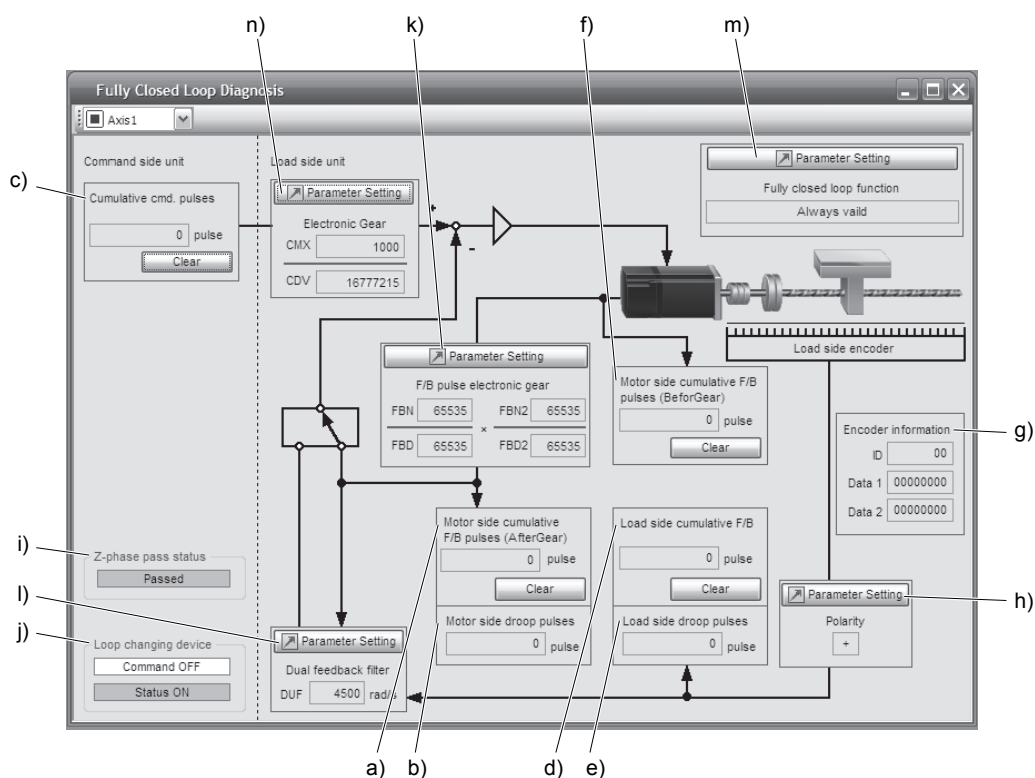 n)
k)
f)
m)
Fully Closed Loop Diagnosis
Axis1
Command side unit
Load side unit
Parameter Setting
Fully closed loop function
Always vaild
c)
Cumulative cmd. pulses
0 pulse
Clear
Parameter Setting
Electronic Gear
CMX 1000
CDV 16777215
+
-
Load side encoder
Parameter Setting
F/B pulse electronic gear
FBN 65535 FBN2 65535
×
FBD 65535 FBD2 65535
Motor side cumulative F/B
pulses (BeforGear)
0 pulse
Clear
Encoder information
g)
ID 00
Data 1 00000000
Data 2 00000000
Motor side cumulative
F/B pulses (AfterGear)
0 pulse
Clear
Motor side droop pulses
0 pulse
Load side cumulative F/B
0 pulse
Clear
Load side droop pulses
0 pulse
i)
Z-phase pass status
Passed
l)
j)
Loop changing device
Command OFF
Status ON
Parameter Setting
Dual feedback filter
DUF 4500 rad/s
Parameter Setting
h)
Polarity
+
a)
b)
d)
e)